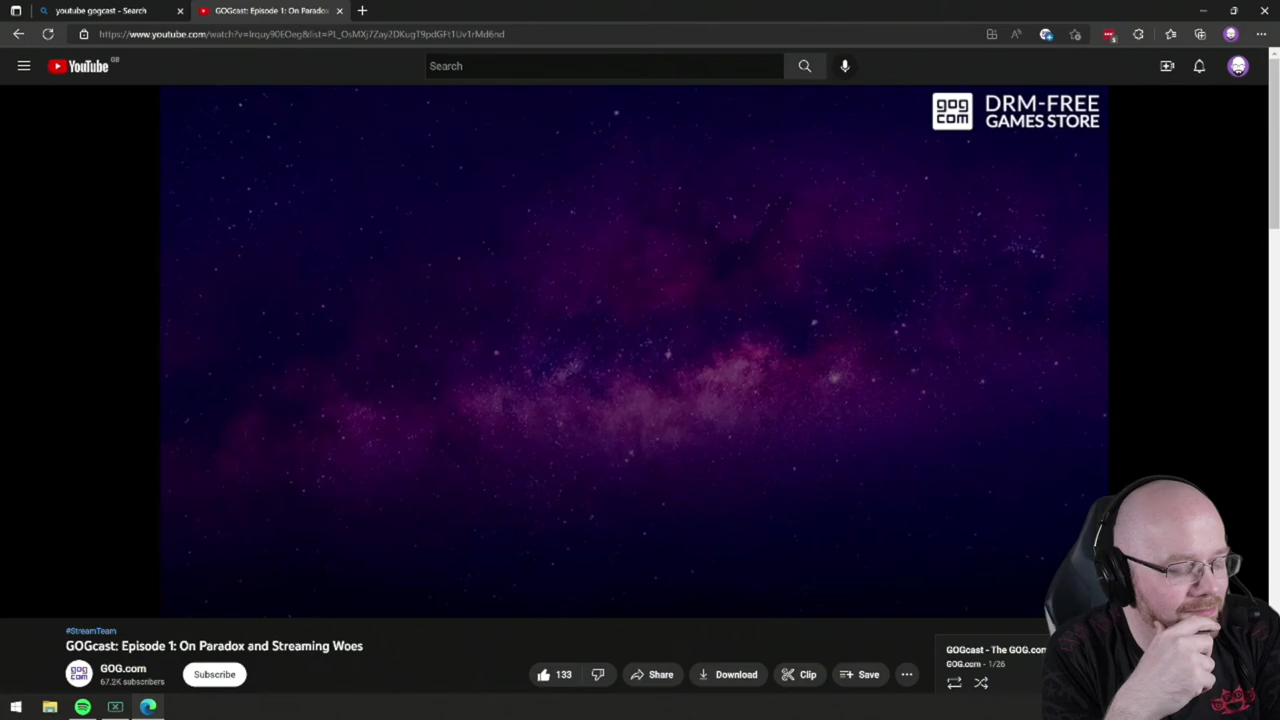 youtube gogcast - Search
GOGcast: Episode 1: On Paradox
YouTube GB
Search
gog com DRM-FREE GAMES STORE
#StreamTeam
GOGcast: Episode 1: On Paradox and Streaming Woes
GOG.com
67.2K subscribers
Subscribe
133
Share
Download
Clip
Save
GOGcast - The GOG.com
GOG.com - 1/26